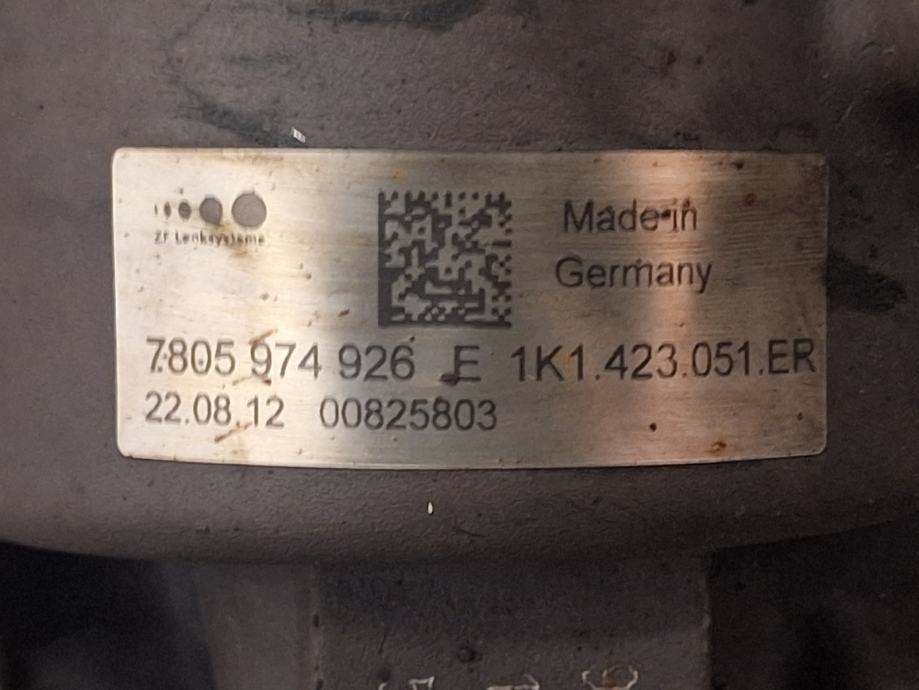 ZF Lenksysteme
Made in
Germany
7805 974 926 E 1K1.423.051.ER
22.08.12 00825803